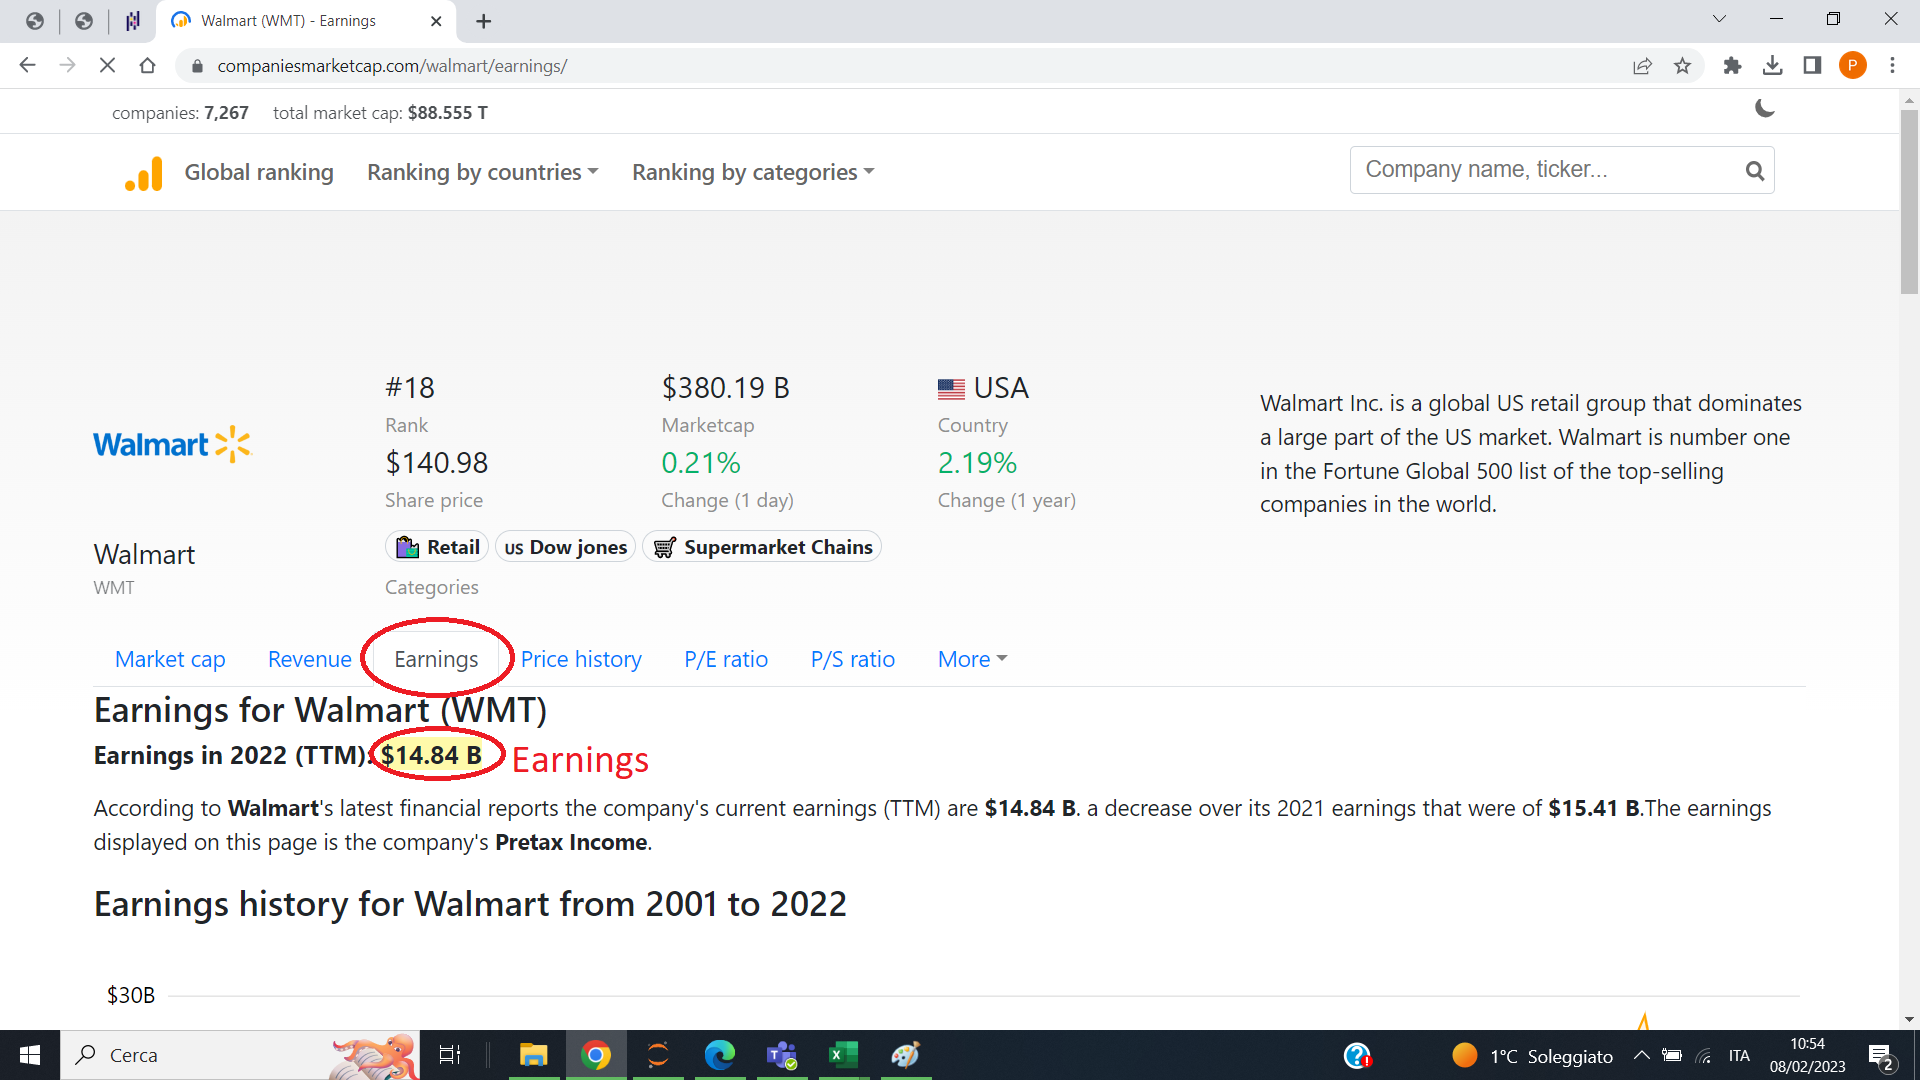 Walmart (WMT) - Earnings
companiesmarketcap.com/walmart/earnings/
P
companies: 7,267 total market cap: $88.555 T
Global ranking Ranking by countries Ranking by categories
Company name, ticker...
#18
Rank
$380.19 B
Marketcap
USA
Country
$140.98
Share price
0.21%
Change (1 day)
2.19%
Change (1 year)
Walmart
Walmart Inc. is a global US retail group that dominates
a large part of the US market. Walmart is number one
in the Fortune Global 500 list of the top-selling
companies in the world.
Walmart
WMT
Retail US Dow jones Supermarket Chains
Categories
Market cap Revenue Earnings Price history P/E ratio P/S ratio More
Earnings for Walmart (WMT)
Earnings in 2022 (TTM): $14.84 B Earnings
According to Walmart's latest financial reports the company's current earnings (TTM) are $14.84 B. a decrease over its 2021 earnings that were of $15.41 B.The earnings
displayed on this page is the company's Pretax Income.
Earnings history for Walmart from 2001 to 2022
$30B
Cerca
1°C Soleggiato
ITA
10:54
08/02/2023
2